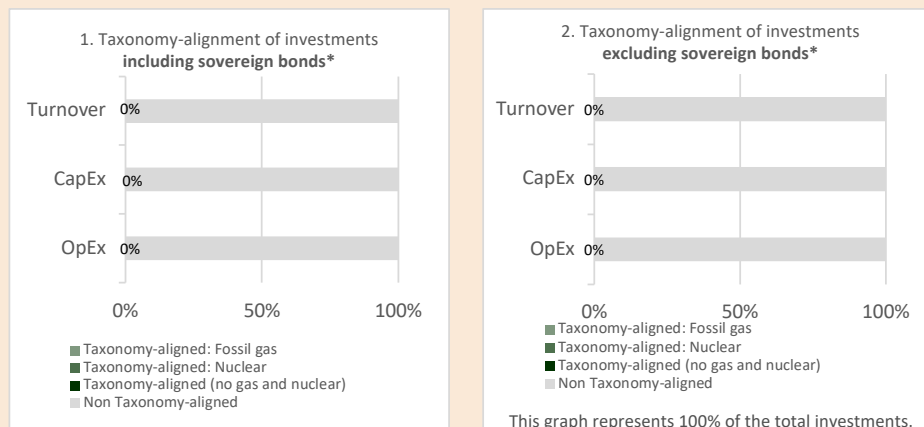 1. Taxonomy-alignment of investments
including sovereign bonds*
Turnover 0%
CapEx 0%
OpEx 0%
0% 50% 100%
Taxonomy-aligned: Fossil gas
Taxonomy-aligned: Nuclear
Taxonomy-aligned (no gas and nuclear)
Non Taxonomy-aligned
2. Taxonomy-alignment of investments
excluding sovereign bonds*
Turnover 0%
CapEx 0%
OpEx 0%
0% 50% 100%
Taxonomy-aligned: Fossil gas
Taxonomy-aligned: Nuclear
Taxonomy-aligned (no gas and nuclear)
Non Taxonomy-aligned
This graph represents 100% of the total investments.